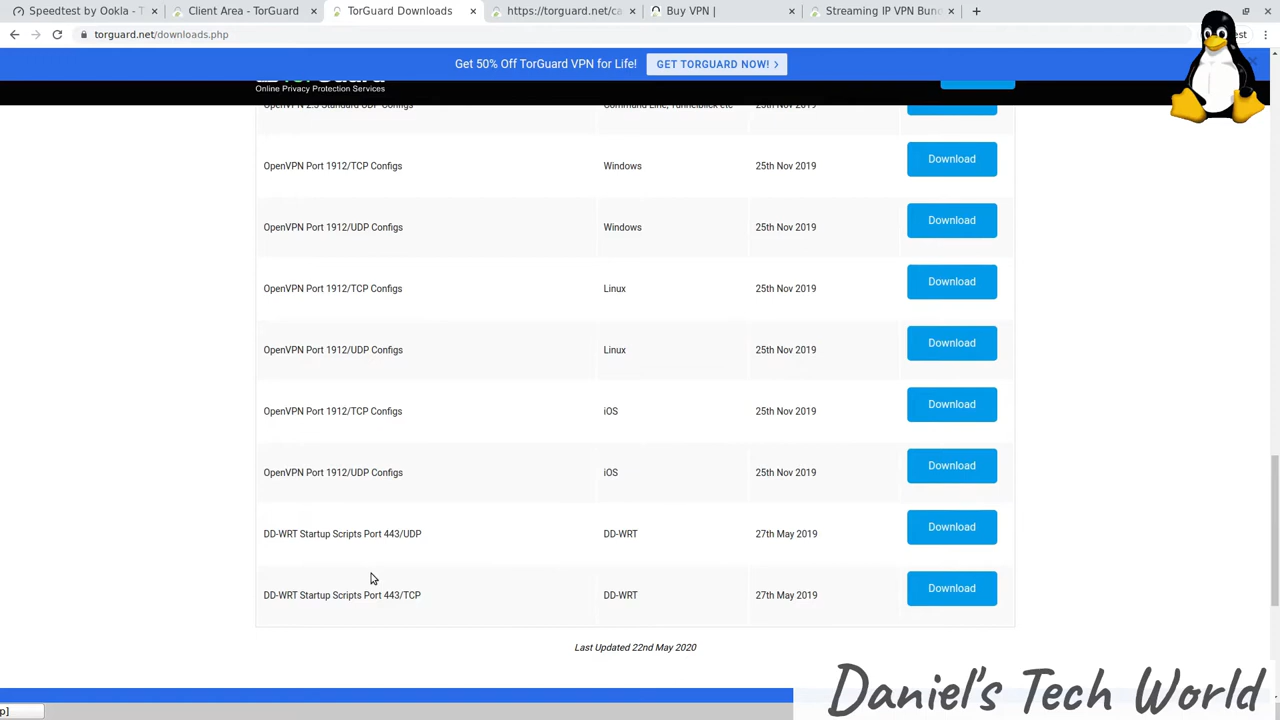 Speedtest by Ookla - T
Client Area - TorGuard
TorGuard Downloads
https://torguard.net/ca
Buy VPN |
Streaming IP VPN Bun
torguard.net/downloads.php
Get 50% Off TorGuard VPN for Life!
GET TORGUARD NOW!
Online Privacy Protection Services
OpenVPN Port 1912/TCP Configs Windows 25th Nov 2019 Download
OpenVPN Port 1912/UDP Configs Windows 25th Nov 2019 Download
OpenVPN Port 1912/TCP Configs Linux 25th Nov 2019 Download
OpenVPN Port 1912/UDP Configs Linux 25th Nov 2019 Download
OpenVPN Port 1912/TCP Configs iOS 25th Nov 2019 Download
OpenVPN Port 1912/UDP Configs iOS 25th Nov 2019 Download
DD-WRT Startup Scripts Port 443/UDP DD-WRT 27th May 2019 Download
DD-WRT Startup Scripts Port 443/TCP DD-WRT 27th May 2019 Download
Last Updated 22nd May 2020
p]
Daniel's Tech World